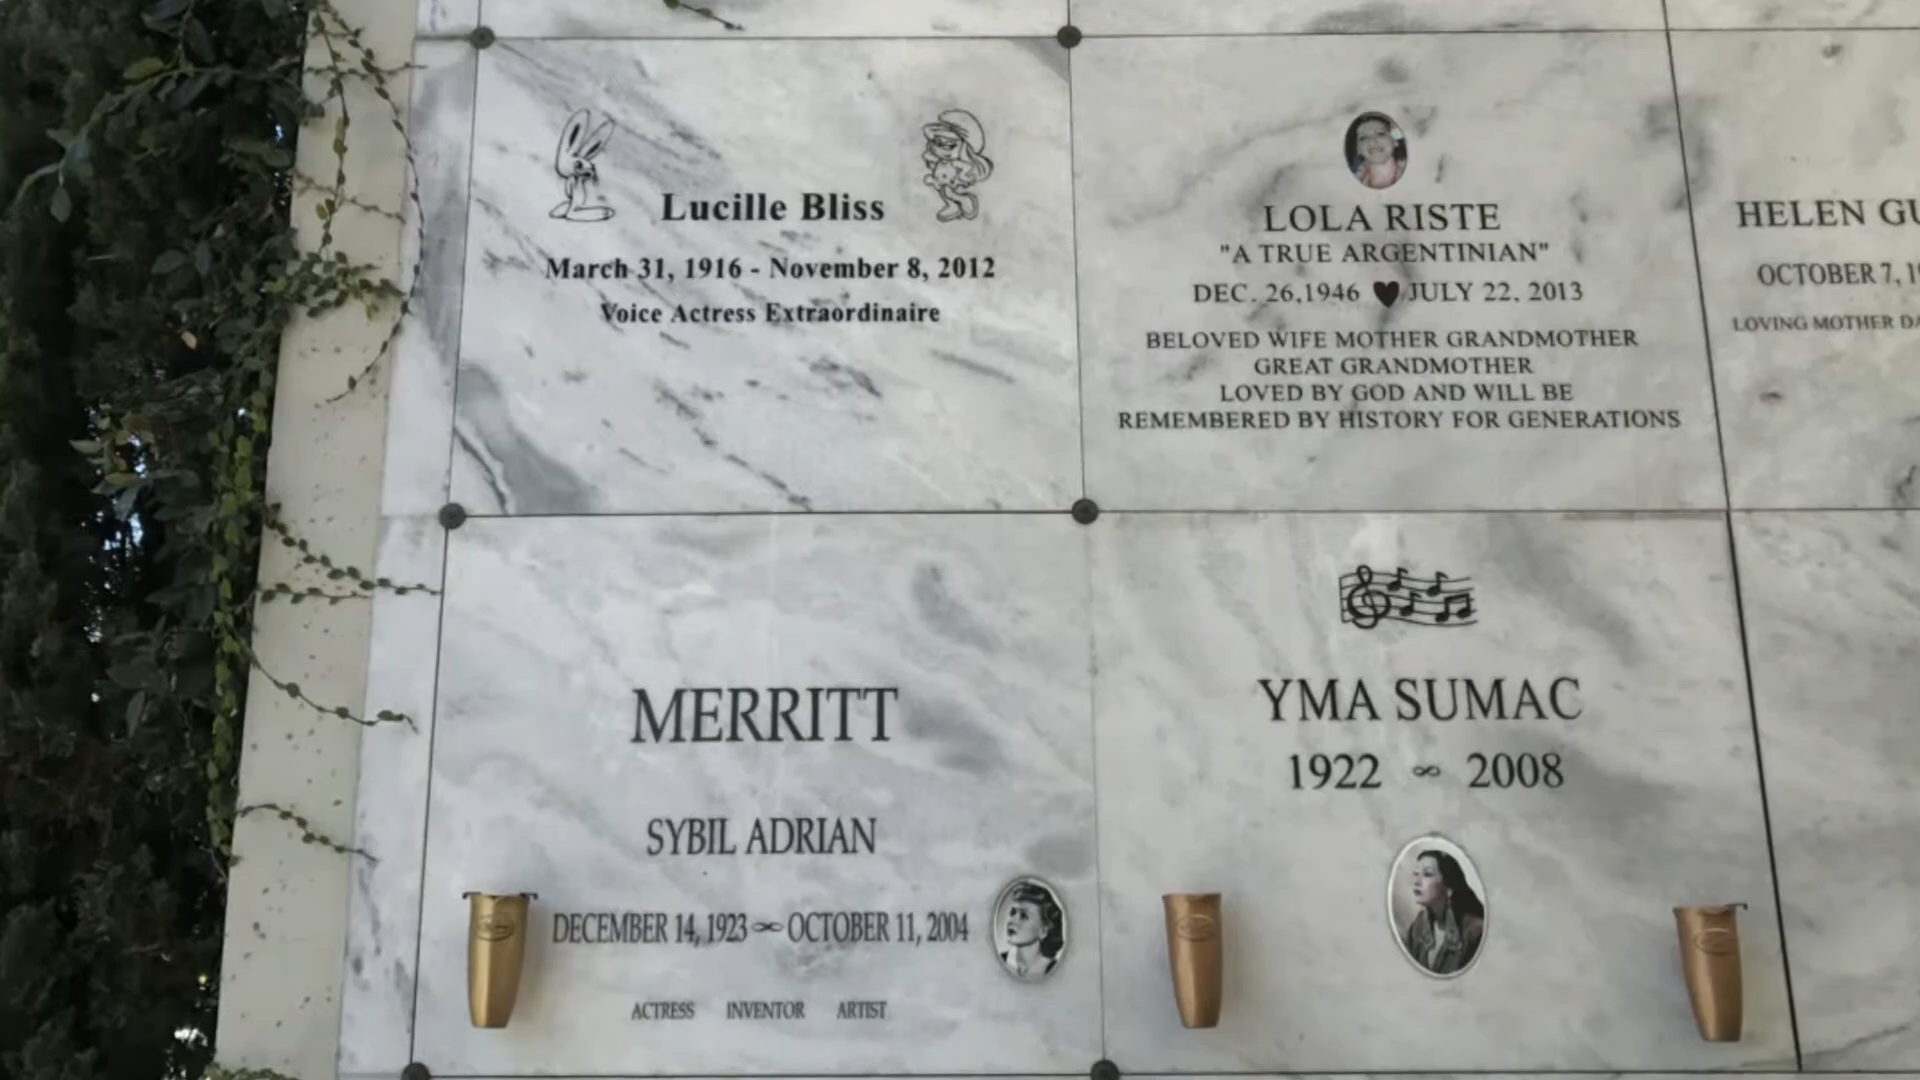 Lucille Bliss
March 31, 1916 - November 8, 2012
Voice Actress Extraordinaire
LOLA RISTE
"A TRUE ARGENTINIAN"
DEC. 26,1946 ♥ JULY 22, 2013
BELOVED WIFE MOTHER GRANDMOTHER
GREAT GRANDMOTHER
LOVED BY GOD AND WILL BE
REMEMBERED BY HISTORY FOR GENERATIONS
HELEN
OCTOBER 7,
LOVING MOTHER
MERRITT
SYBIL ADRIAN
DECEMBER 14, 1923 ∞ OCTOBER 11, 2004
ACTRESS INVENTOR ARTIST
YMA SUMAC
1922 ∞ 2008